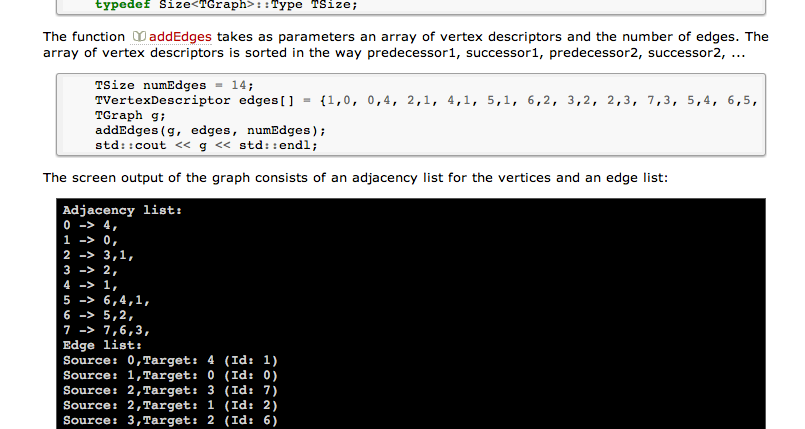 typedef Size<TGraph>::Type TSize;
The function addEdges takes as parameters an array of vertex descriptors and the number of edges. The
array of vertex descriptors is sorted in the way predecessor1, successor1, predecessor2, successor2, ...
TSize numEdges = 14;
TVertexDescriptor edges[] = {1,0, 0,4, 2,1, 4,1, 5,1, 6,2, 3,2, 2,3, 7,3, 5,4, 6,5,
TGraph g;
addEdges(g, edges, numEdges);
std::cout << g << std::endl;
The screen output of the graph consists of an adjacency list for the vertices and an edge list:
Adjacency list:
0 -> 4,
1 -> 0,
2 -> 3,1,
3 -> 2,
4 -> 1,
5 -> 6,4,1,
6 -> 5,2,
7 -> 7,6,3,
Edge list:
Source: 0,Target: 4 (Id: 1)
Source: 1,Target: 0 (Id: 0)
Source: 2,Target: 3 (Id: 7)
Source: 2,Target: 1 (Id: 2)
Source: 3,Target: 2 (Id: 6)